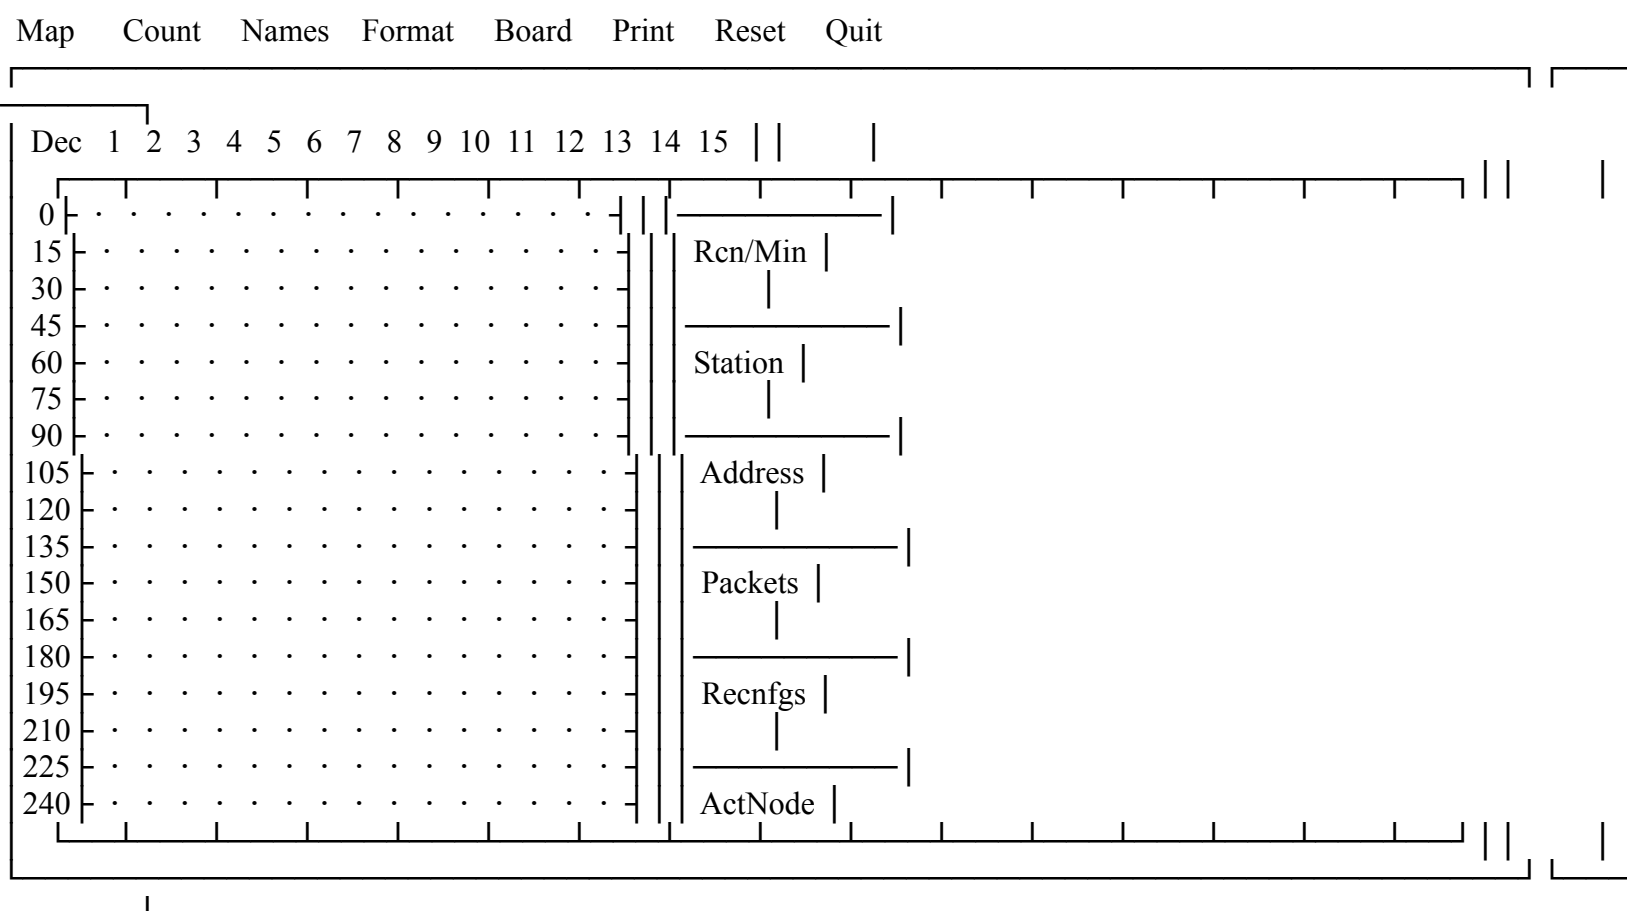 Map Count Names Format Board Print Reset Quit
Dec 1 2 3 4 5 6 7 8 9 10 11 12 13 14 15
0
15 Rcn/Min
30
45
60 Station
75
90
105 Address
120
135
150 Packets
165
180
195 Recnfgs
210
225
240 ActNode